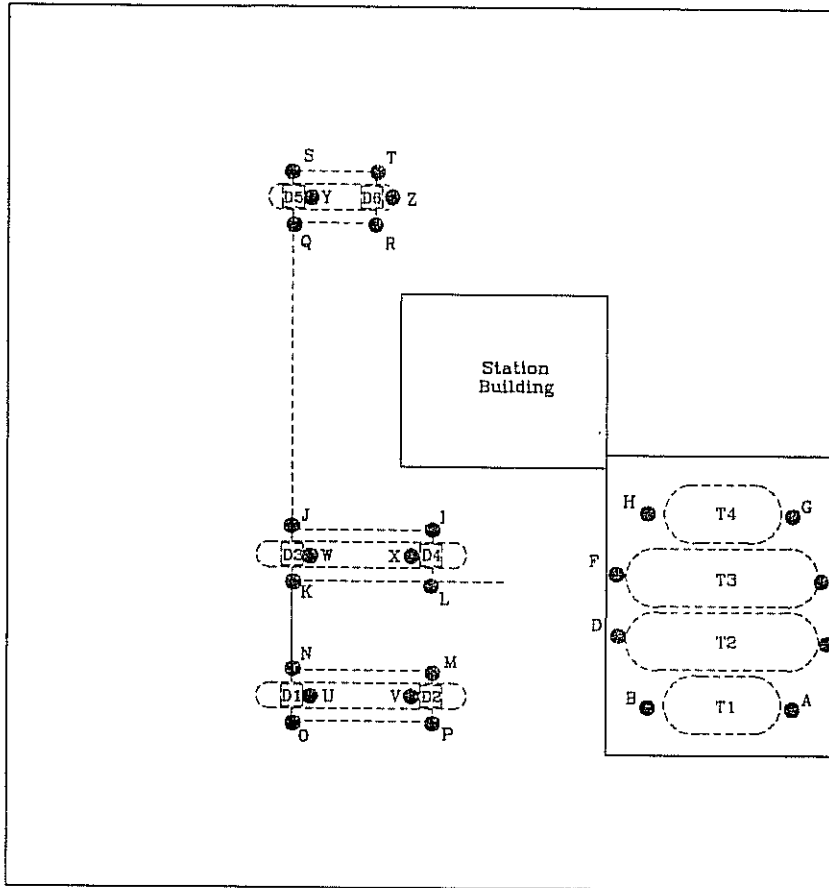 S T
D5 Y D6 Z
Q R
Station
Building
J I
H T4 G
D3 W X D4
F T3
K L
D T2
N M
D1 U V D2
B T1 A
O P